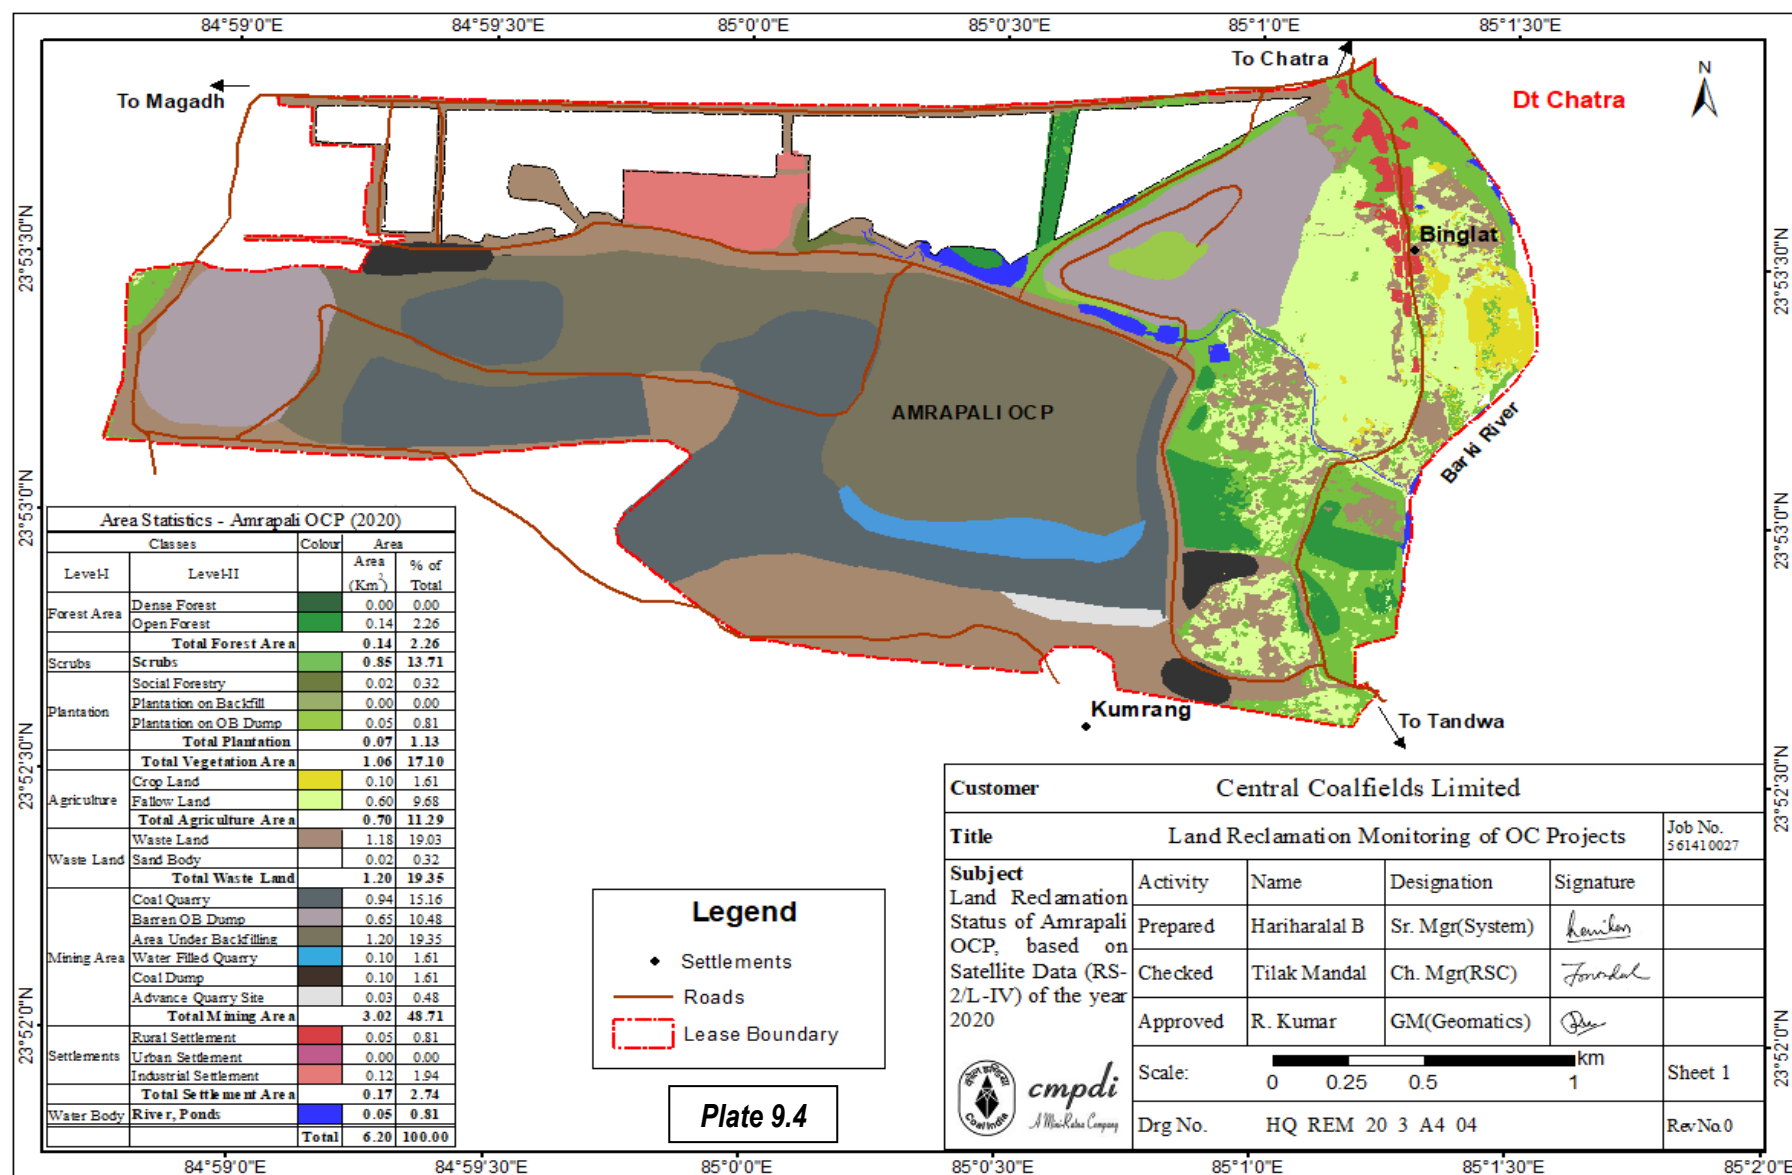 84°59'0"E 84°59'30"E 85°0'0"E 85°0'30"E 85°1'0"E 85°1'30"E
To Chatra
To Magadh
N
Dt Chatra
23°53'30"N
Binglat
23°53'30"N
AMRAPALI OCP
Barki River
23°53'0"N
23°53'0"N
Kumrang
To Tandwa
23°52'30"N
23°52'30"N
23°52'0"N
23°52'0"N
Area Statistics - Amrapali OCP (2020)
Classes Colour Area
Level-I Level-II Area (Km2) % of Total
Forest Area Dense Forest 0.00 0.00
Open Forest 0.14 2.26
Total Forest Area 0.14 2.26
Scrubs Scrubs 0.85 13.71
Plantation Social Forestry 0.02 0.32
Plantation on Backfill 0.00 0.00
Plantation on OB Dump 0.05 0.81
Total Plantation 0.07 1.13
Total Vegetation Area 1.06 17.10
Agriculture Crop Land 0.10 1.61
Fallow Land 0.60 9.68
Total Agriculture Area 0.70 11.29
Waste Land Waste Land 1.18 19.03
Sand Body 0.02 0.32
Total Waste Land 1.20 19.35
Mining Area Coal Quarry 0.94 15.16
Barren OB Dump 0.65 10.48
Area Under Backfilling 1.20 19.35
Water Filled Quarry 0.10 1.61
Coal Dump 0.10 1.61
Advance Quarry Site 0.03 0.48
Total Mining Area 3.02 48.71
Settlements Rural Settlement 0.05 0.81
Urban Settlement 0.00 0.00
Industrial Settlement 0.12 1.94
Total Settlement Area 0.17 2.74
Water Body River, Ponds 0.05 0.81
Total 6.20 100.00
Legend
Settlements
Roads
Lease Boundary
Plate 9.4
Customer Central Coalfields Limited
Title Land Reclamation Monitoring of OC Projects Job No. 561410027
Subject
Land Reclamation
Status of Amrapali
OCP, based on
Satellite Data (RS-
2/L-IV) of the year
2020
Activity Name Designation Signature
Prepared Hariharalal B Sr. Mgr(System)
Checked Tilak Mandal Ch. Mgr(RSC)
Approved R. Kumar GM(Geomatics)
Scale: 0 0.25 0.5 1 km Sheet 1
Drg No. HQ REM 20 3 A4 04 Rev No.0
Coal India
cmpdi
A Mini Ratna Company
84°59'0"E 84°59'30"E 85°0'0"E 85°0'30"E 85°1'0"E 85°1'30"E 85°2'0"E